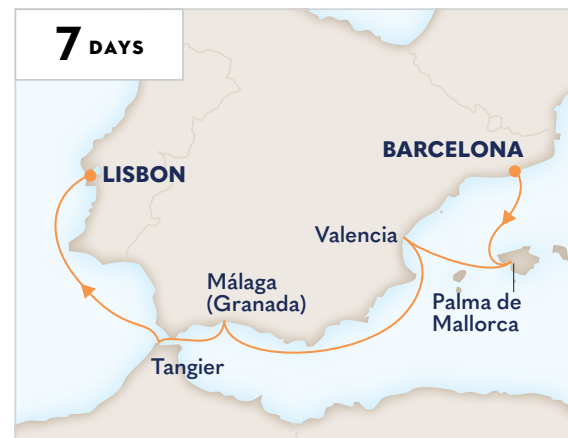 7 DAYS
BARCELONA
LISBON
Valencia
Málaga
(Granada)
Palma de
Mallorca
Tangier